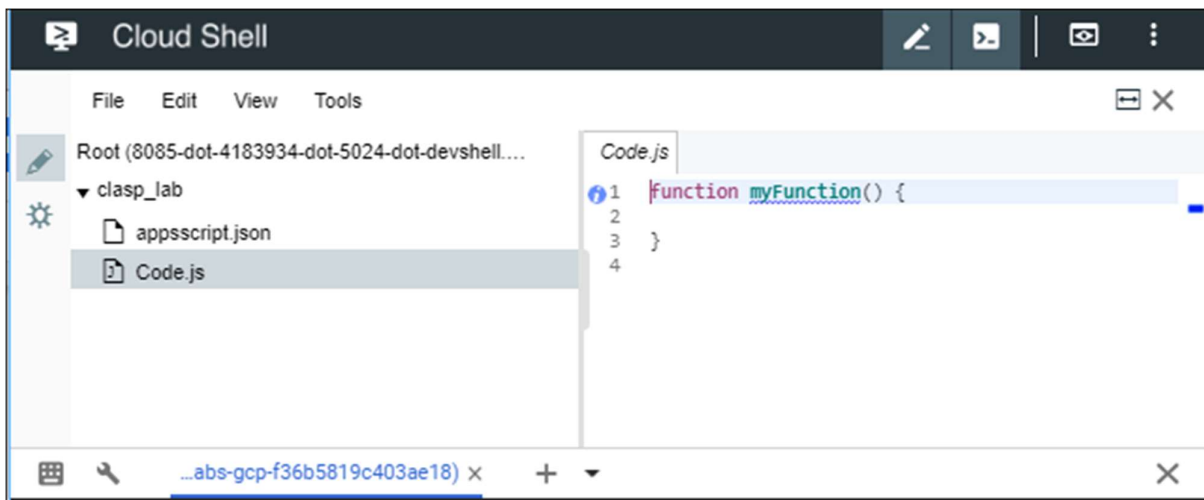 Cloud Shell
File Edit View Tools
Root (8085-dot-4183934-dot-5024-dot-devshell....
clasp_lab
appsscript.json
Code.js
Code.js
1 function myFunction() {
2
3 }
4
...abs-gcp-f36b5819c403ae18)